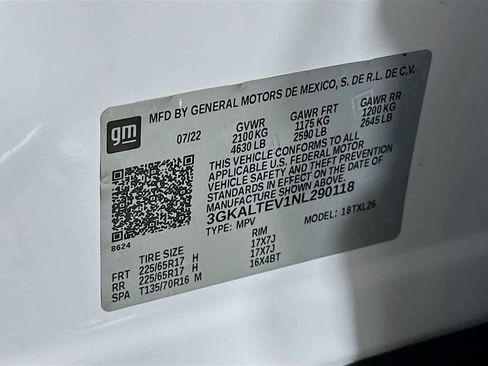 gm
MFD BY GENERAL MOTORS DE MEXICO, S. DE R.L. DE C.V.
07/22 GVWR GAWR FRT GAWR RR
2100 KG 1175 KG 1200 KG
4630 LB 2590 LB 2645 LB
THIS VEHICLE CONFORMS TO ALL
APPLICABLE U.S. FEDERAL MOTOR
VEHICLE SAFETY AND THEFT PREVENTION
STANDARDS IN EFFECT ON THE DATE OF
MANUFACTURE SHOWN ABOVE.
3GKALTEV1NL290118
TYPE: MPV MODEL: 18TXL26
8624
TIRE SIZE RIM
FRT 225/65R17 H 17X7J
RR 225/65R17 H 17X7J
SPA T135/70R16 M 16X4BT